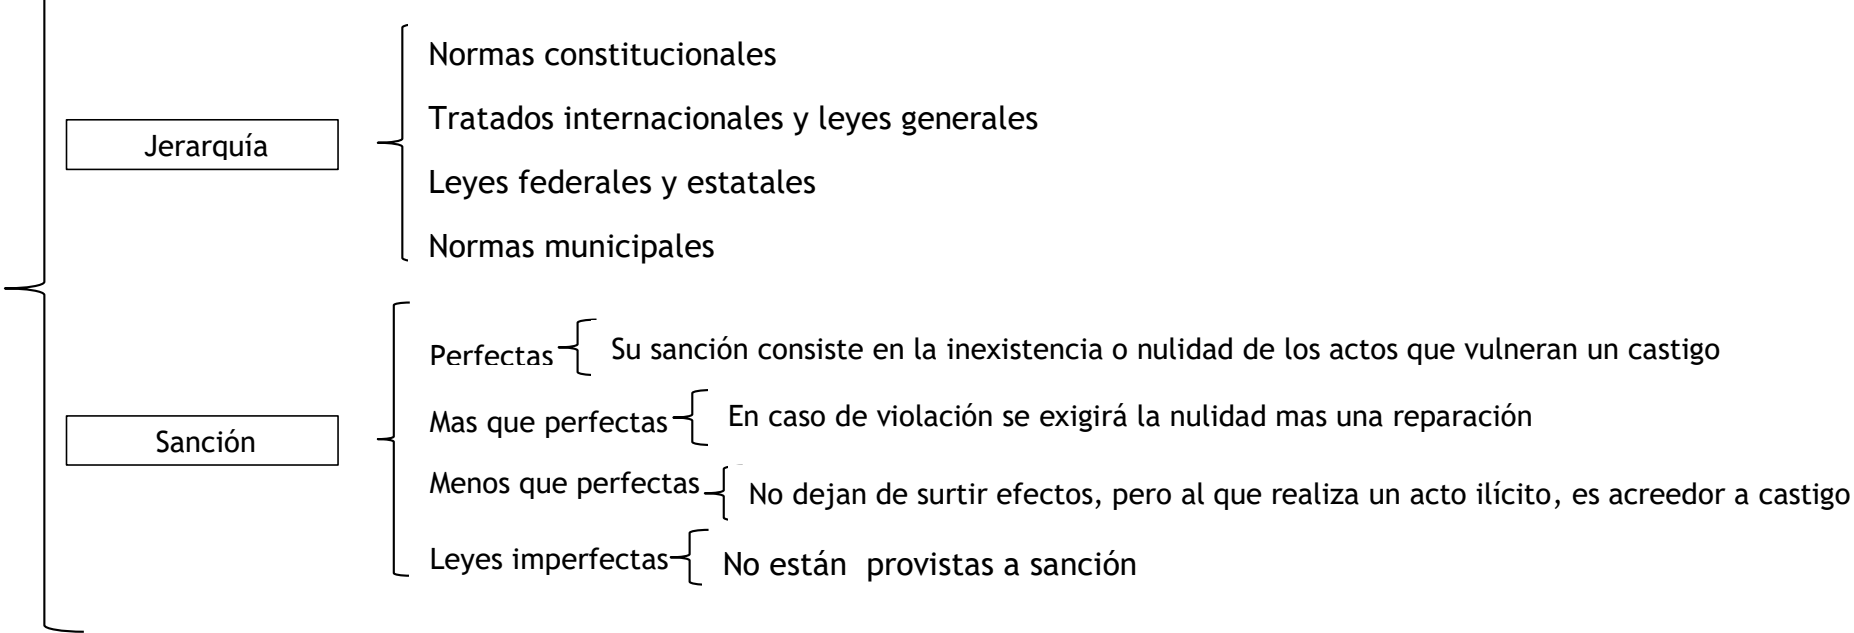 Jerarquía
Normas constitucionales
Tratados internacionales y leyes generales
Leyes federales y estatales
Normas municipales
Sanción
Perfectas
Su sanción consiste en la inexistencia o nulidad de los actos que vulneran un castigo
Mas que perfectas
En caso de violación se exigirá la nulidad mas una reparación
Menos que perfectas
No dejan de surtir efectos, pero al que realiza un acto ilícito, es acreedor a castigo
Leyes imperfectas
No están provistas a sanción